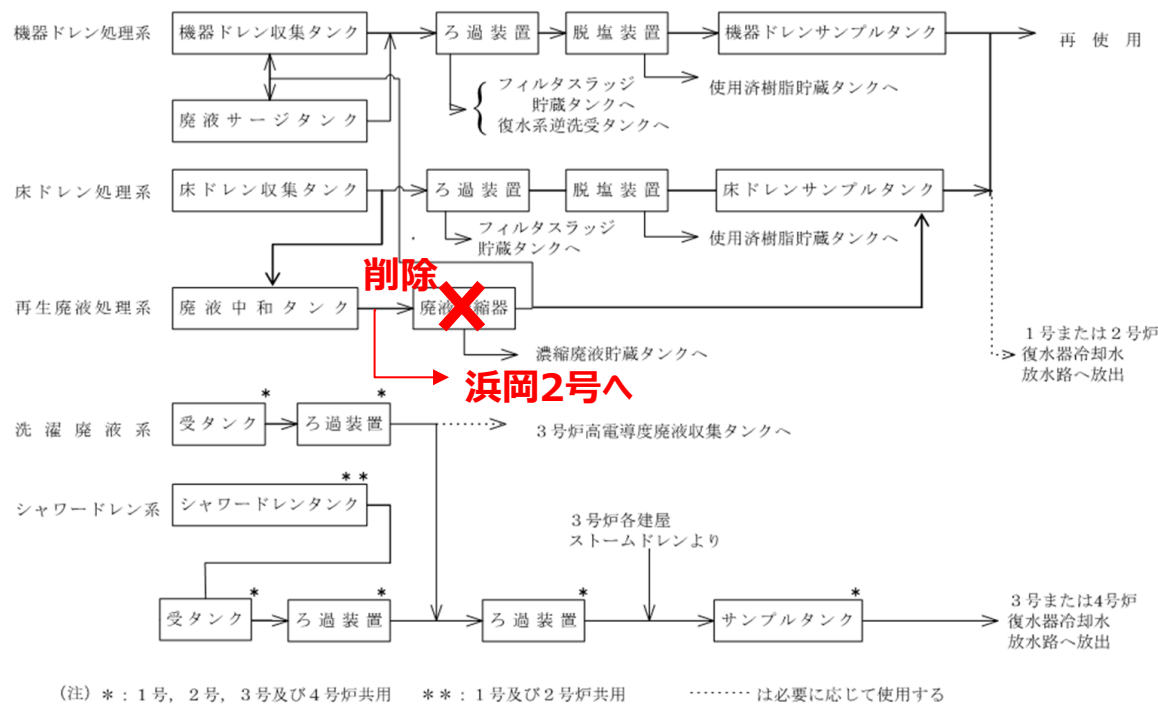 機器ドレン処理系
機器ドレン収集タンク
ろ過装置
脱塩装置
機器ドレンサンプルタンク
再使用
フィルタスラッジ
貯蔵タンクへ
復水系逆洗受タンクへ
使用済樹脂貯蔵タンクへ
廃液サージタンク
床ドレン処理系
床ドレン収集タンク
ろ過装置
脱塩装置
床ドレンサンプルタンク
フィルタスラッジ
貯蔵タンクへ
使用済樹脂貯蔵タンクへ
削除
再生廃液処理系
廃液中和タンク
廃液 縮器
濃縮廃液貯蔵タンクへ
浜岡2号へ
1号または2号炉
復水器冷却水
放水路へ放出
洗濯廃液系
受タンク
*
ろ過装置
*
3号炉高電導度廃液収集タンクへ
シャワードレン系
シャワードレンタンク
**
3号炉各建屋
ストームドレンより
受タンク
*
ろ過装置
*
ろ過装置
*
サンプルタンク
*
3号または4号炉
復水器冷却水
放水路へ放出
(注) *:1号,2号,3号及び4号炉共用 **:1号及び2号炉共用 ………は必要に応じて使用する